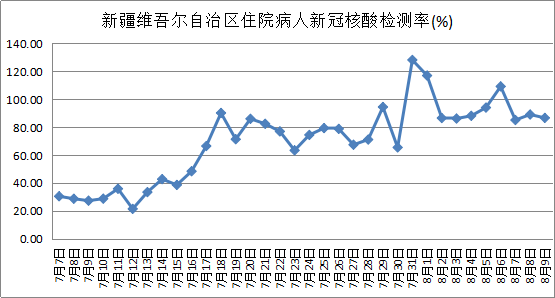 新疆维吾尔自治区住院病人新冠核酸检测率(%)
140.00
120.00
100.00
80.00
60.00
40.00
20.00
0.00
7月7日
7月8日
7月9日
7月10日
7月11日
7月12日
7月13日
7月14日
7月15日
7月16日
7月17日
7月18日
7月19日
7月20日
7月21日
7月22日
7月23日
7月24日
7月25日
7月26日
7月27日
7月28日
7月29日
7月30日
7月31日
8月1日
8月2日
8月3日
8月4日
8月5日
8月6日
8月7日
8月8日
8月9日